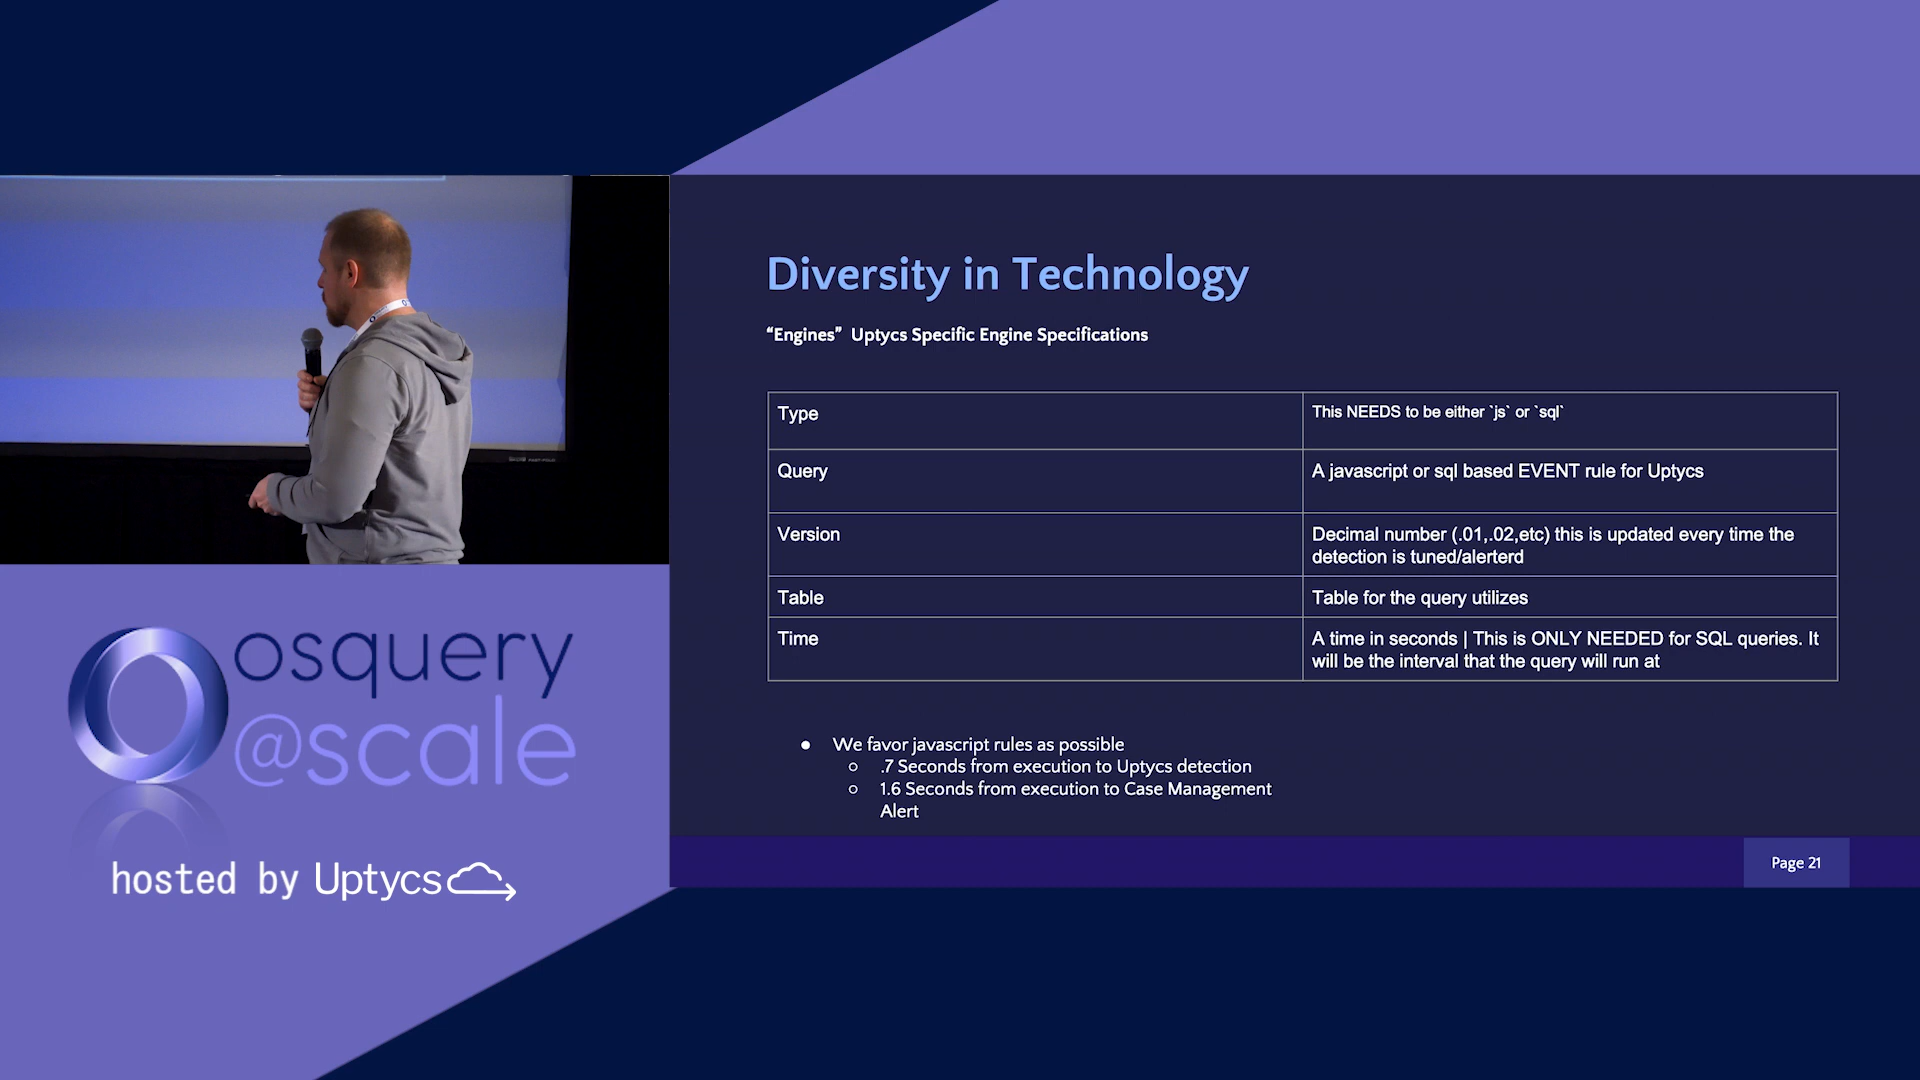 Diversity in Technology
“Engines” Uptycs Specific Engine Specifications
Type
This NEEDS to be either `js` or `sql`
Query
A javascript or sql based EVENT rule for Uptycs
Version
Decimal number (.01,.02,etc) this is updated every time the
detection is tuned/alerterd
Table
Table for the query utilizes
Time
A time in seconds | This is ONLY NEEDED for SQL queries. It
will be the interval that the query will run at
● We favor javascript rules as possible
○ .7 Seconds from execution to Uptycs detection
○ 1.6 Seconds from execution to Case Management
Alert
Page 21
osquery
@scale
hosted by Uptycs